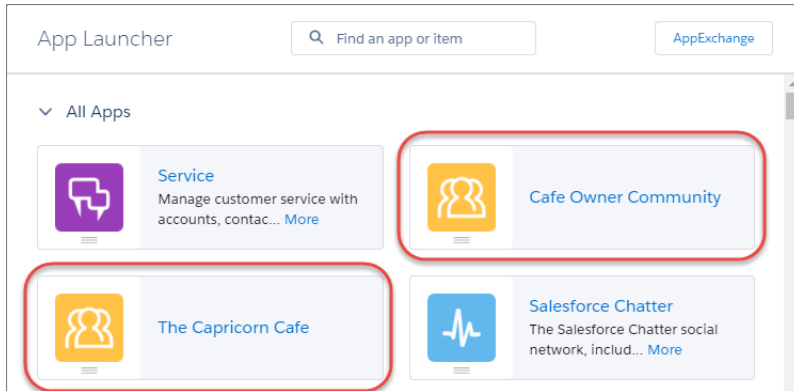 App Launcher
Find an app or item
AppExchange
All Apps
Service
Manage customer service with
accounts, contac... More
Cafe Owner Community
The Capricorn Cafe
Salesforce Chatter
The Salesforce Chatter social
network, includ... More